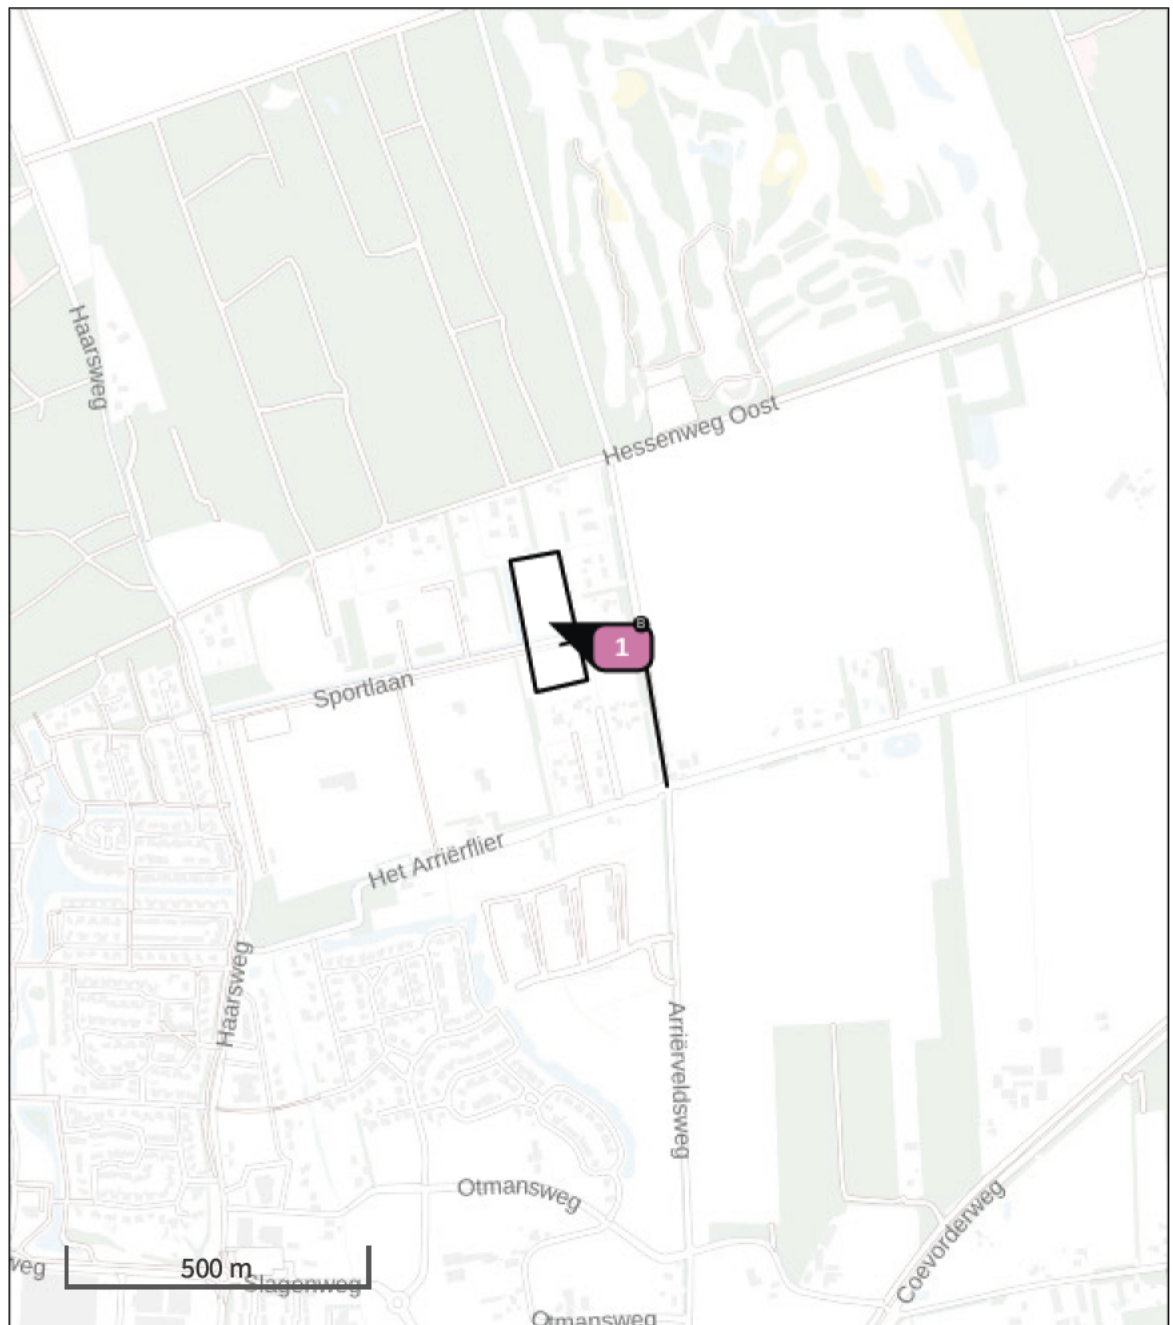 Haarsweg
Hessenweg Oost
B
1
Sportlaan
Het Arriërflier
Haarsweg
Arriërveldsweg
Otmansweg
Coevorderweg
weg
500 m
Slagenweg
Otmansweg